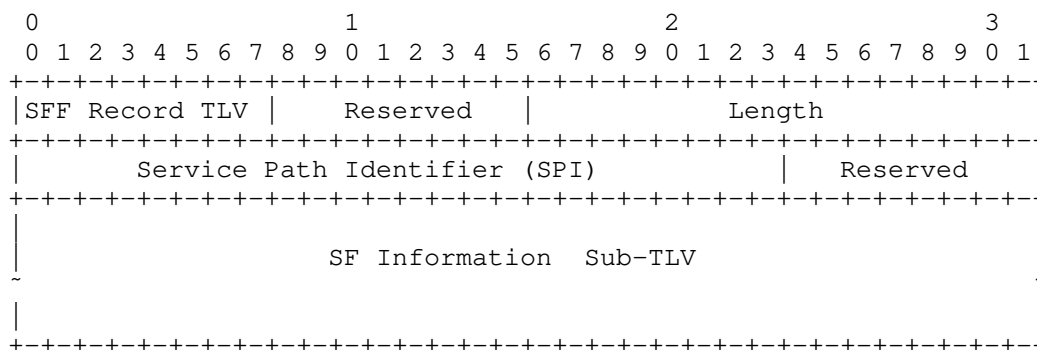 0                   1                   2                   3
0 1 2 3 4 5 6 7 8 9 0 1 2 3 4 5 6 7 8 9 0 1 2 3 4 5 6 7 8 9 0 1
+-+-+-+-+-+-+-+-+-+-+-+-+-+-+-+-+-+-+-+-+-+-+-+-+-+-+-+-+-+-+-+-
|SFF Record TLV |    Reserved   |            Length
+-+-+-+-+-+-+-+-+-+-+-+-+-+-+-+-+-+-+-+-+-+-+-+-+-+-+-+-+-+-+-+-
|       Service Path Identifier (SPI)           |   Reserved
+-+-+-+-+-+-+-+-+-+-+-+-+-+-+-+-+-+-+-+-+-+-+-+-+-+-+-+-+-+-+-+-
|
|                   SF Information  Sub-TLV
~                                                               ~
|
+-+-+-+-+-+-+-+-+-+-+-+-+-+-+-+-+-+-+-+-+-+-+-+-+-+-+-+-+-+-+-+-